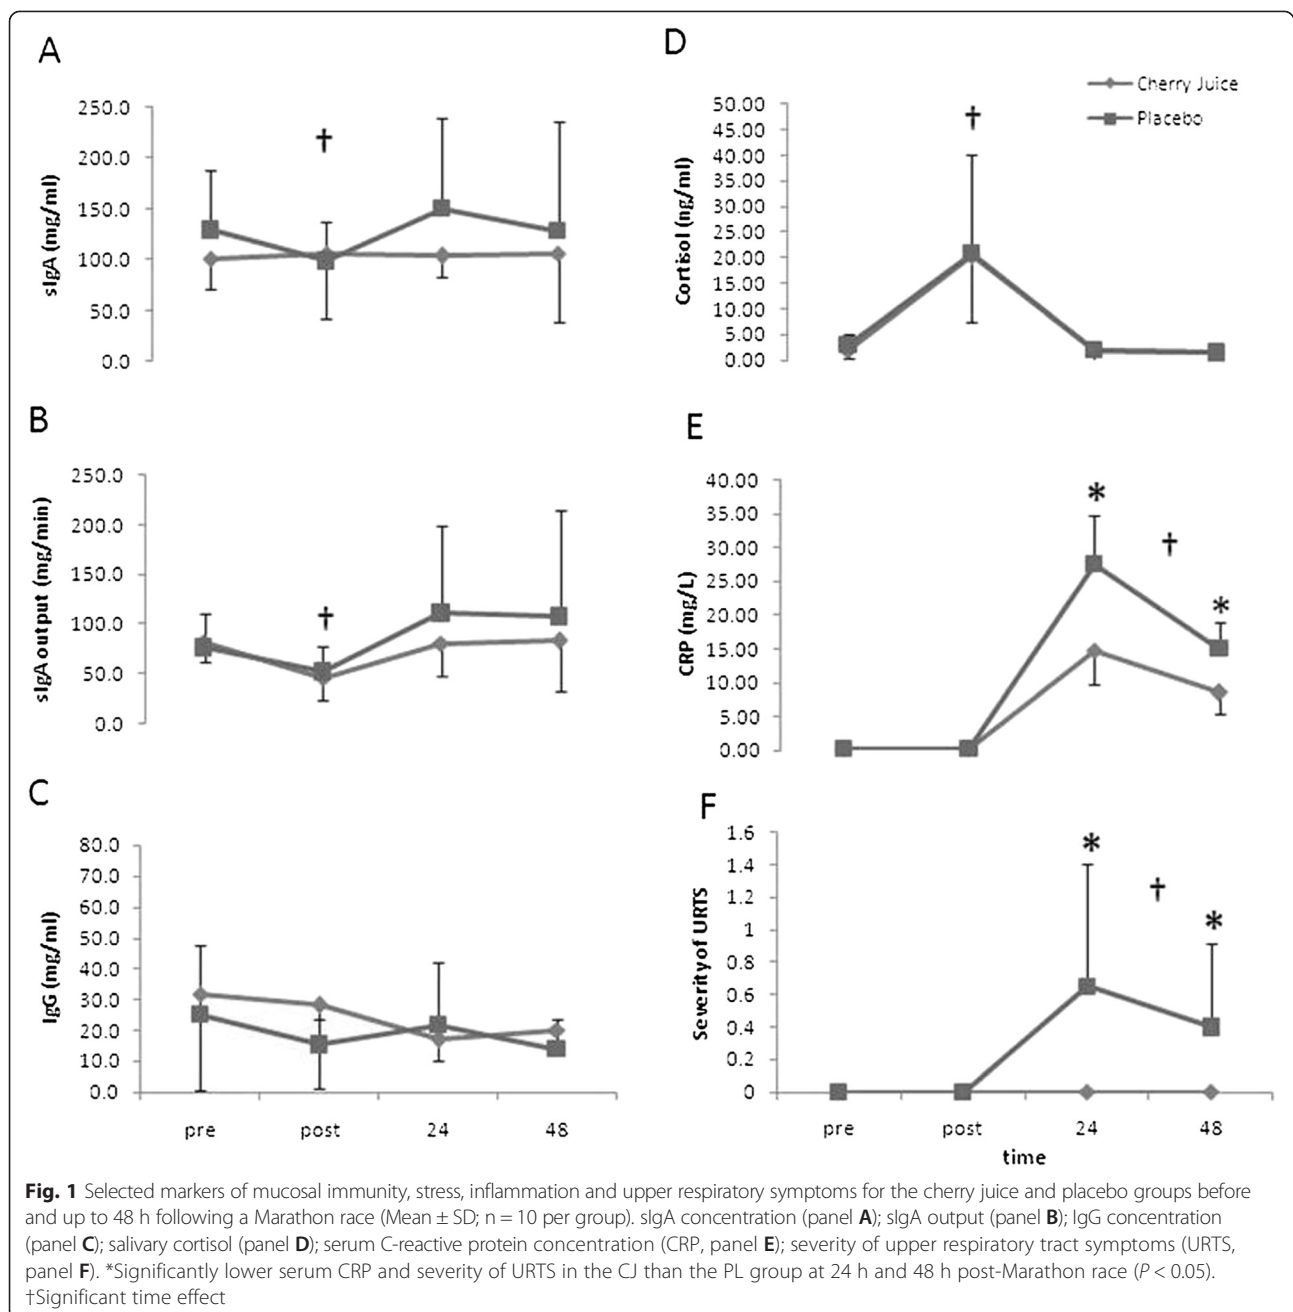 A
250.0
200.0
150.0
100.0
50.0
0.0
sIgA (mg/ml)
†
B
250.0
200.0
150.0
100.0
50.0
0.0
sIgA output (mg/min)
†
C
80.0
70.0
60.0
50.0
40.0
30.0
20.0
10.0
0.0
IgG (mg/ml)
pre post 24 48
D
Cherry Juice
Placebo
50.00
45.00
40.00
35.00
30.00
25.00
20.00
15.00
10.00
5.00
0.00
Cortisol (ng/ml)
†
E
40.00
35.00
30.00
25.00
20.00
15.00
10.00
5.00
0.00
CRP (mg/L)
*
†
*
F
1.6
1.4
1.2
1
0.8
0.6
0.4
0.2
0
Severity of URTS
*
†
*
pre post 24 48
time
Fig. 1 Selected markers of mucosal immunity, stress, inflammation and upper respiratory symptoms for the cherry juice and placebo groups before
and up to 48 h following a Marathon race (Mean ± SD; n = 10 per group). sIgA concentration (panel A); sIgA output (panel B); IgG concentration
(panel C); salivary cortisol (panel D); serum C-reactive protein concentration (CRP, panel E); severity of upper respiratory tract symptoms (URTS,
panel F). *Significantly lower serum CRP and severity of URTS in the CJ than the PL group at 24 h and 48 h post-Marathon race (P < 0.05).
†Significant time effect